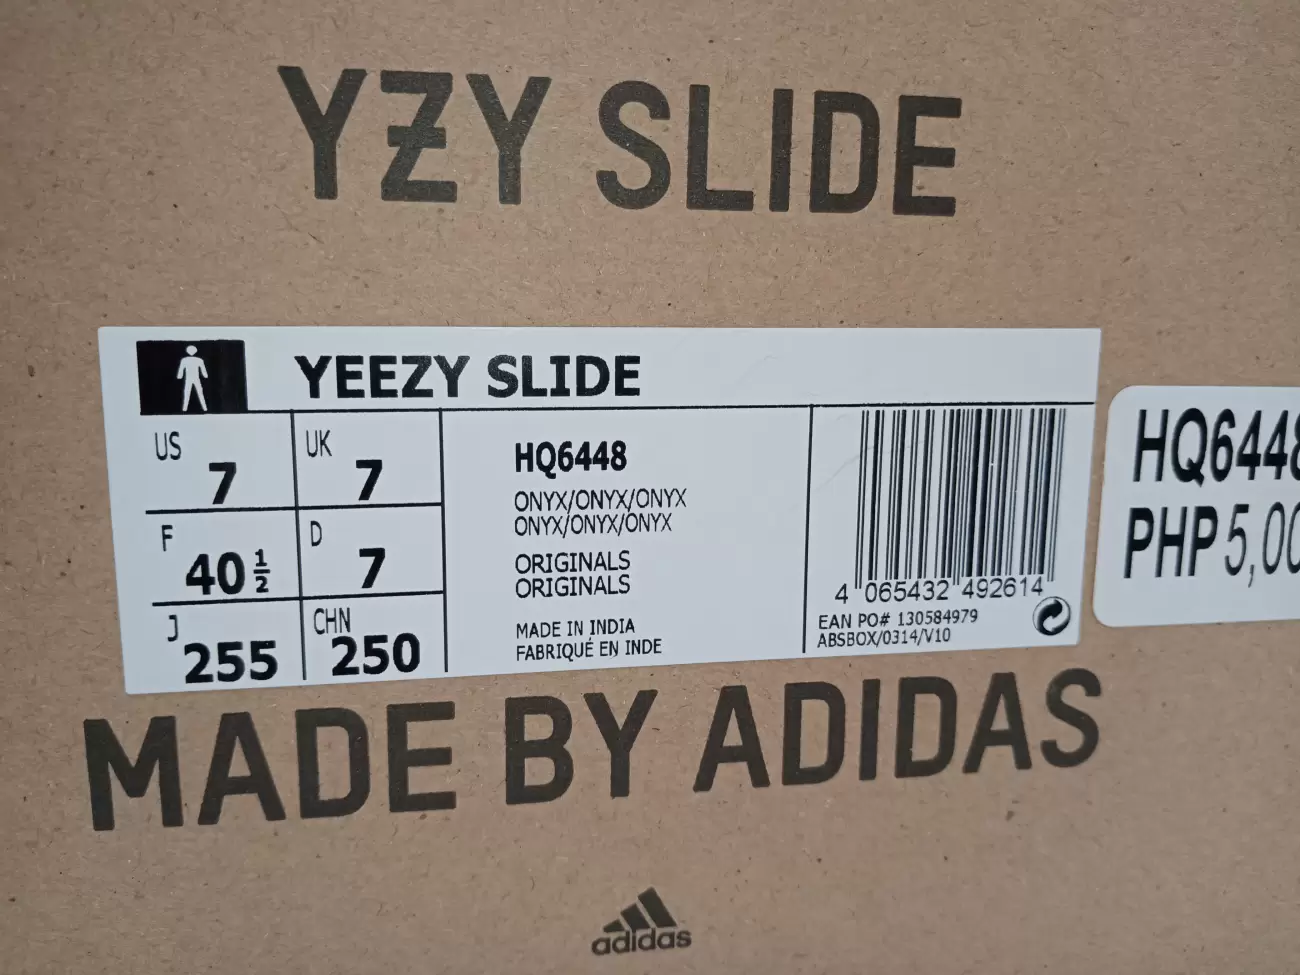 YZY SLIDE
YEEZY SLIDE
US 7
UK 7
F 40 1/2
D 7
J 255
CHN 250
HQ6448
ONYX/ONYX/ONYX
ONYX/ONYX/ONYX
ORIGINALS
ORIGINALS
MADE IN INDIA
FABRIQUÉ EN INDE
4 065432 492614
EAN PO# 130584979
ABSBOX/0314/V10
HQ6448
PHP 5,00
MADE BY ADIDAS
adidas